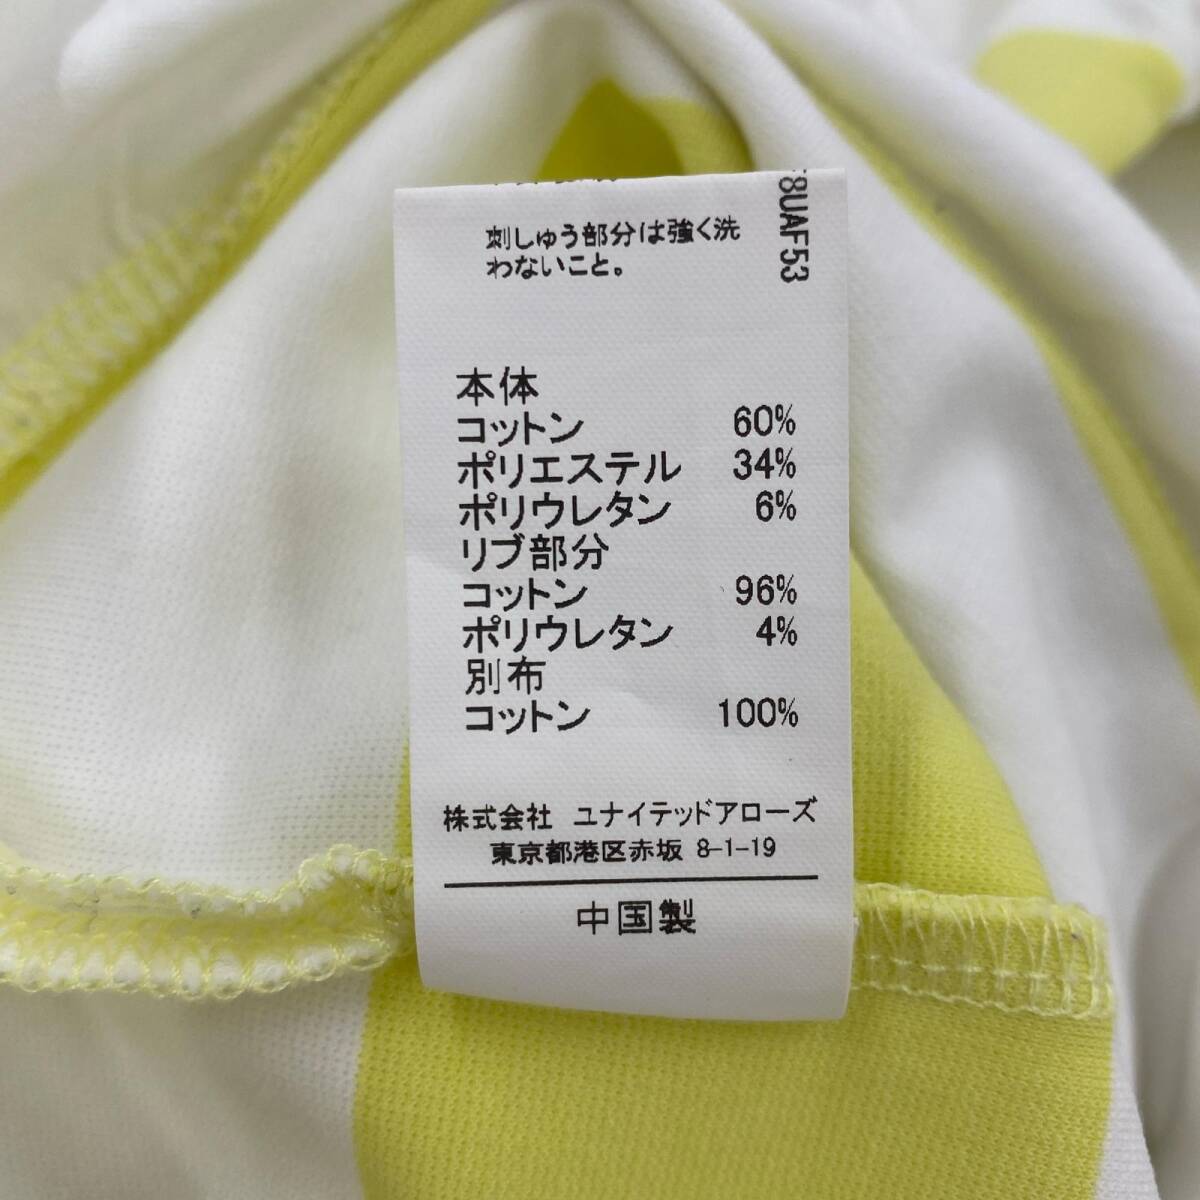 刺しゅう部分は強く洗
わないこと。
8UAF53
本体
コットン 60%
ポリエステル 34%
ポリウレタン 6%
リブ部分
コットン 96%
ポリウレタン 4%
別布
コットン 100%
株式会社 ユナイテッドアローズ
東京都港区赤坂 8-1-19
中国製